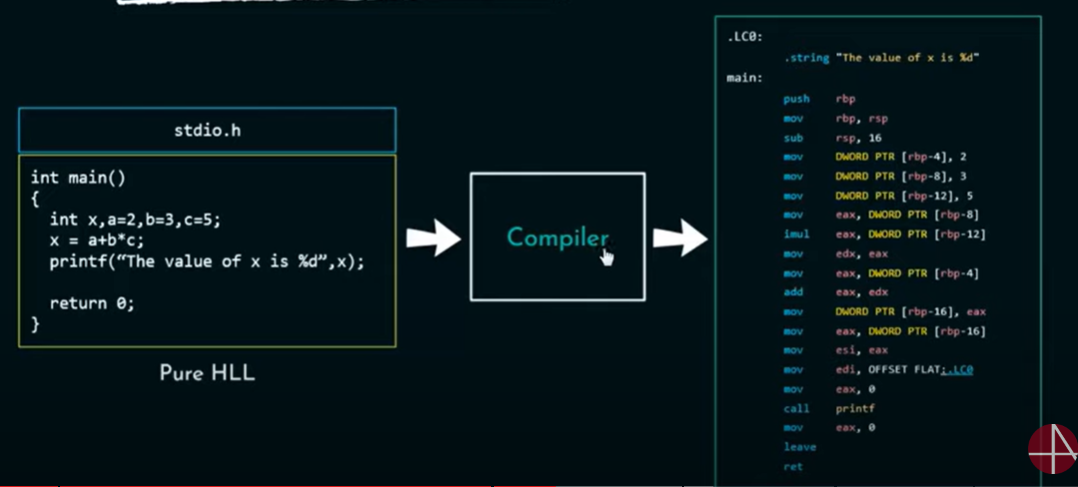 stdio.h
int main()
{
int x,a=2,b=3,c=5;
x = a+b*c;
printf(“The value of x is %d”,x);
return 0;
}
Pure HLL
Compiler
.LC0:
.string "The value of x is %d"
main:
push rbp
mov rbp, rsp
sub rsp, 16
mov DWORD PTR [rbp-4], 2
mov DWORD PTR [rbp-8], 3
mov DWORD PTR [rbp-12], 5
mov eax, DWORD PTR [rbp-8]
imul eax, DWORD PTR [rbp-12]
mov edx, eax
mov eax, DWORD PTR [rbp-4]
add eax, edx
mov DWORD PTR [rbp-16], eax
mov eax, DWORD PTR [rbp-16]
mov esi, eax
mov edi, OFFSET FLAT:.LC0
mov eax, 0
call printf
mov eax, 0
leave
ret